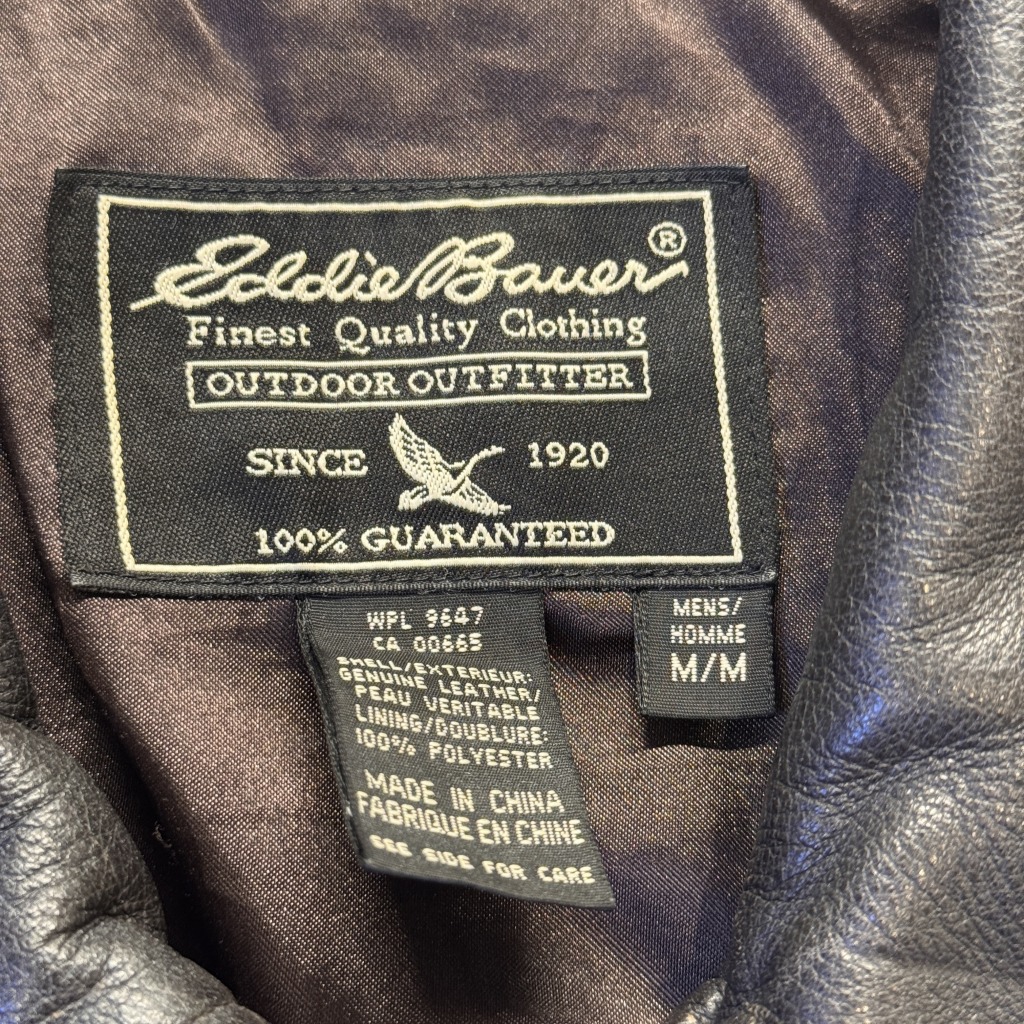 Eddie Bauer®
Finest Quality Clothing
OUTDOOR OUTFITTER
SINCE 1920
100% GUARANTEED
WPL 9647
CA 00665
SHELL/EXTERIEUR:
GENUINE LEATHER/
PEAU VERITABLE
LINING/DOUBLURE:
100% POLYESTER
MADE IN CHINA
FABRIQUE EN CHINE
SEE SIDE FOR CARE
MENS/
HOMME
M/M